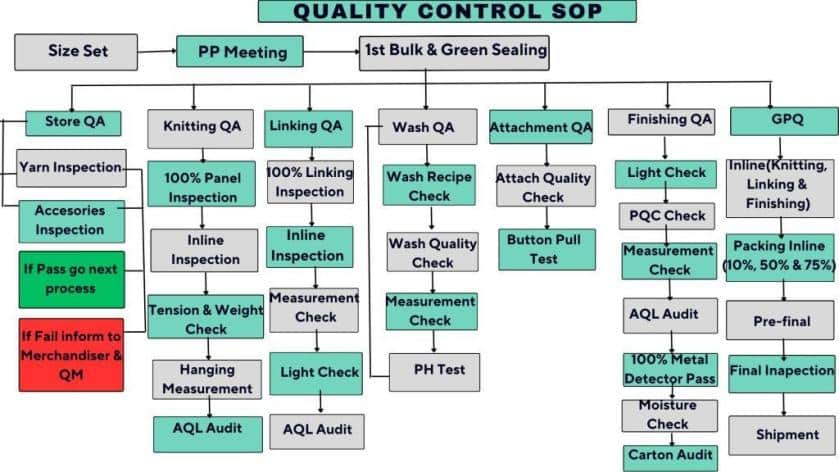 QUALITY CONTROL SOP
Size Set
PP Meeting
1st Bulk & Green Sealing
Store QA
Yarn Inspection
Accesories
Inspection
If Pass go next
process
If Fail inform to
Merchandiser &
QM
Knitting QA
100% Panel
Inspection
Inline
Inspection
Tension & Weight
Check
Hanging
Measurement
AQL Audit
Linking QA
100% Linking
Inspection
Inline
Inspection
Measurement
Check
Light Check
AQL Audit
Wash QA
Wash Recipe
Check
Wash Quality
Check
Measurement
Check
PH Test
Attachment QA
Attach Quality
Check
Button Pull
Test
Finishing QA
Light Check
PQC Check
Measurement
Check
AQL Audit
100% Metal
Detector Pass
Moisture
Check
Carton Audit
GPQ
Inline(Knitting,
Linking &
Finishing)
Packing Inline
(10%, 50% & 75%)
Pre-final
Final Inapection
Shipment